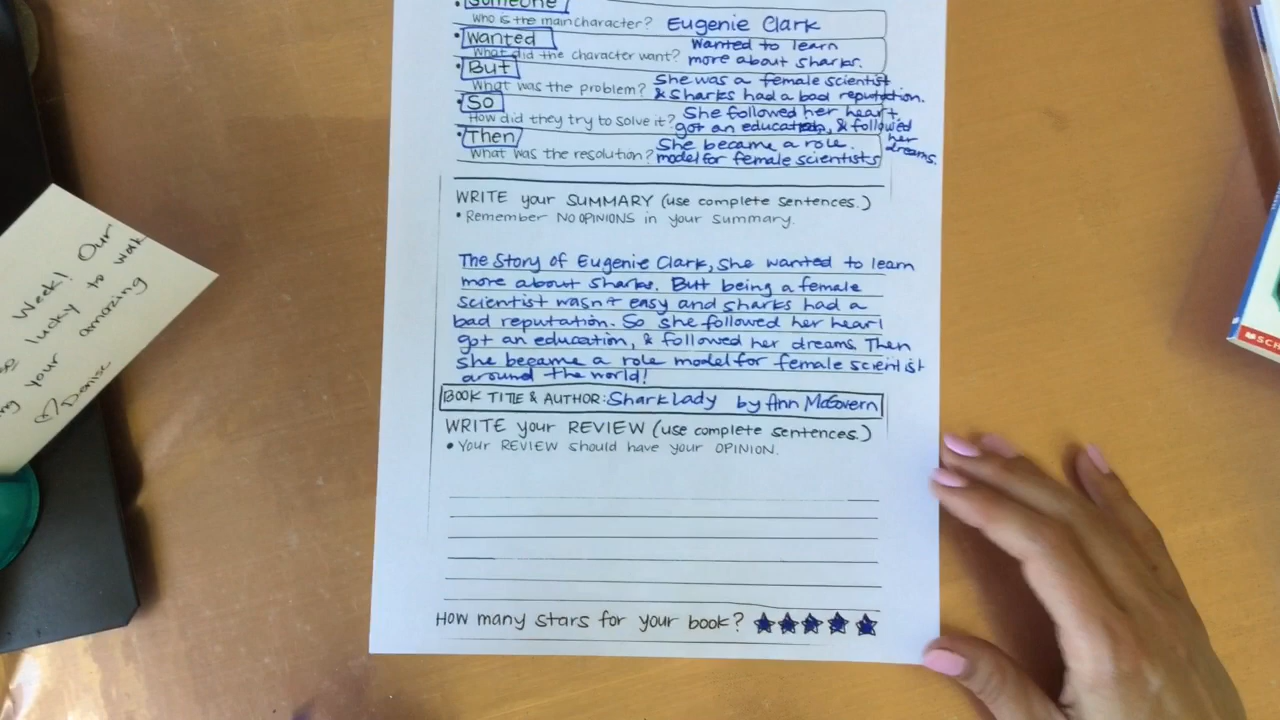 • Someone
Who is the main character? Eugenie Clark
• Wanted
What did the character want? Wanted to learn
more about sharks.
• But
What was the problem? She was a female scientist
& sharks had a bad reputation.
• So
How did they try to solve it? She followed her heart,
got an education, & followed
her
dreams.
• Then
What was the resolution? She became a role
model for female scientists
WRITE your SUMMARY (use complete sentences.)
• Remember NO OPINIONS in your summary.
The Story of Eugenie Clark, she wanted to learn
more about sharks. But being a female
scientist wasn't easy and sharks had a
bad reputation. So she followed her heart
got an education, & followed her dreams. Then
she became a role model for female scientist
around the world!
BOOK TITLE & AUTHOR: Shark Lady by Ann McGovern
WRITE your REVIEW (use complete sentences.)
• Your REVIEW should have your OPINION.
How many stars for your book?
Week! Our
so lucky to walk
your amazing
Denise
SCH